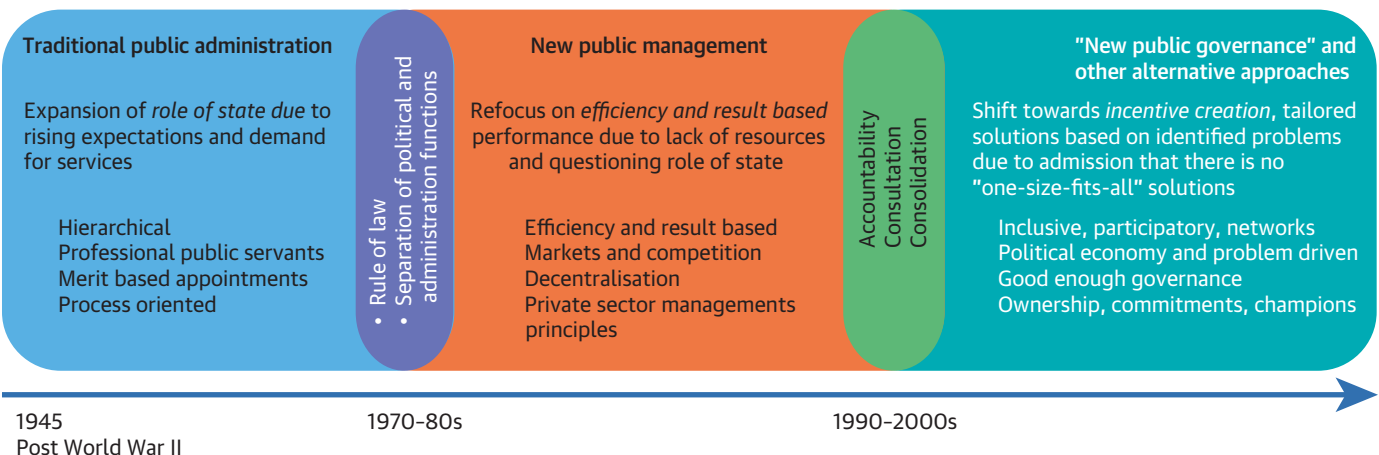 Traditional public administration
Expansion of role of state due to
rising expectations and demand
for services
Hierarchical
Professional public servants
Merit based appointments
Process oriented
• Rule of law
• Separation of political and
administration functions
New public management
Refocus on efficiency and result based
performance due to lack of resources
and questioning role of state
Efficiency and result based
Markets and competition
Decentralisation
Private sector managements
principles
Accountability
Consultation
Consolidation
"New public governance" and
other alternative approaches
Shift towards incentive creation, tailored
solutions based on identified problems
due to admission that there is no
"one-size-fits-all" solutions
Inclusive, participatory, networks
Political economy and problem driven
Good enough governance
Ownership, commitments, champions
1945
Post World War II
1970-80s
1990-2000s